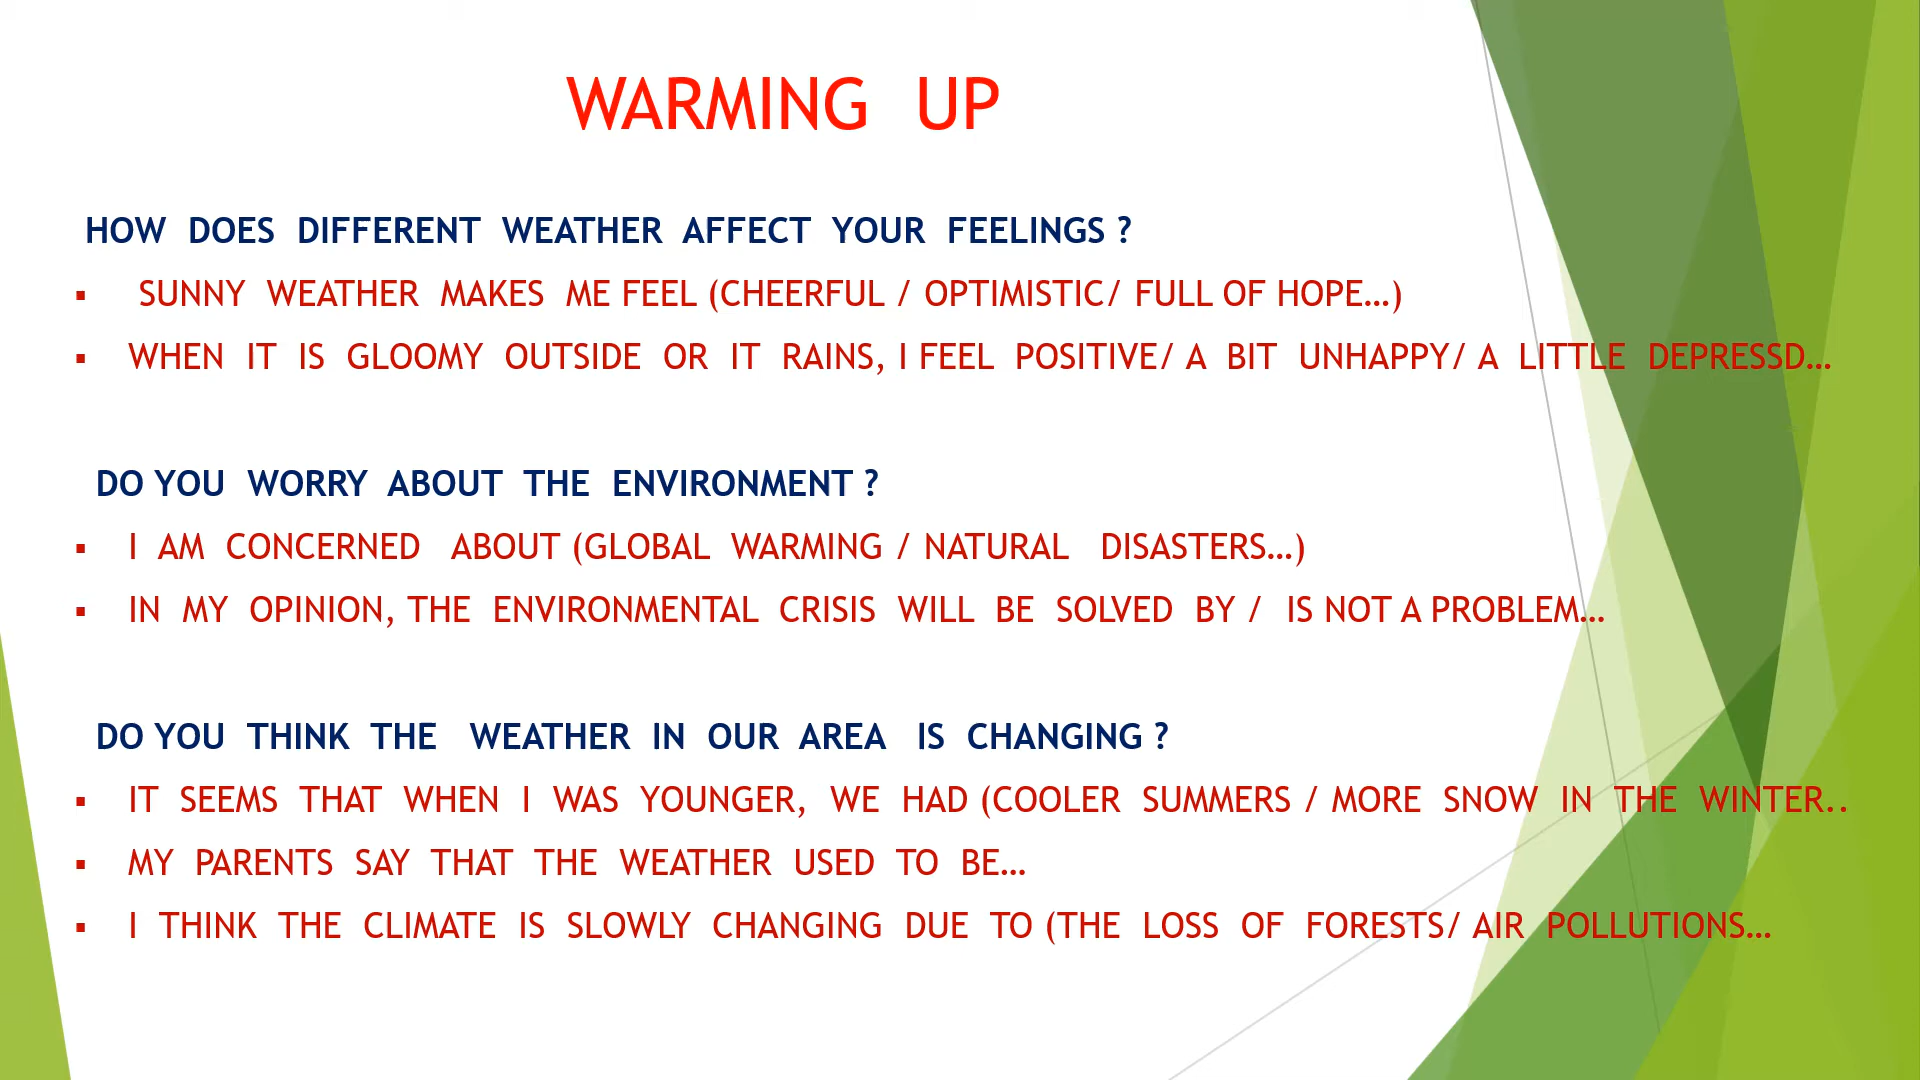 WARMING UP
HOW DOES DIFFERENT WEATHER AFFECT YOUR FEELINGS ?
▪ SUNNY WEATHER MAKES ME FEEL (CHEERFUL / OPTIMISTIC/ FULL OF HOPE…)
▪ WHEN IT IS GLOOMY OUTSIDE OR IT RAINS, I FEEL POSITIVE/ A BIT UNHAPPY/ A LITTLE DEPRESSD…
DO YOU WORRY ABOUT THE ENVIRONMENT ?
▪ I AM CONCERNED ABOUT (GLOBAL WARMING / NATURAL DISASTERS…)
▪ IN MY OPINION, THE ENVIRONMENTAL CRISIS WILL BE SOLVED BY / IS NOT A PROBLEM…
DO YOU THINK THE WEATHER IN OUR AREA IS CHANGING ?
▪ IT SEEMS THAT WHEN I WAS YOUNGER, WE HAD (COOLER SUMMERS / MORE SNOW IN THE WINTER..
▪ MY PARENTS SAY THAT THE WEATHER USED TO BE…
▪ I THINK THE CLIMATE IS SLOWLY CHANGING DUE TO (THE LOSS OF FORESTS/ AIR POLLUTIONS…